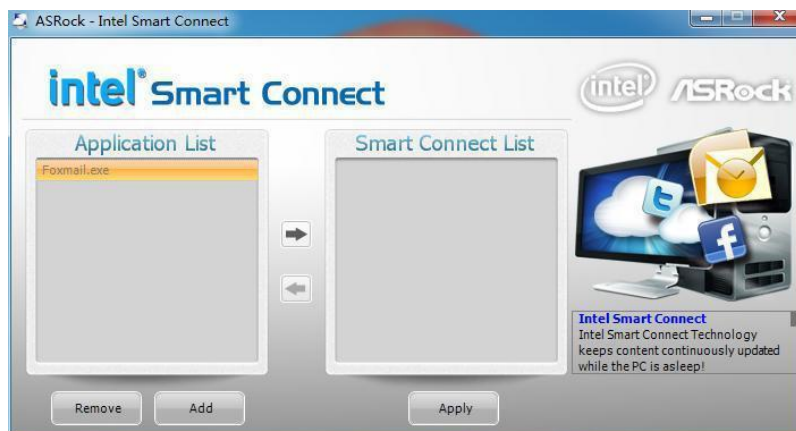 ASRock - Intel Smart Connect
intel® Smart Connect
intel ASRock
Application List
Smart Connect List
Foxmail.exe
Intel Smart Connect
Intel Smart Connect Technology
keeps content continuously updated
while the PC is asleep!
Remove
Add
Apply